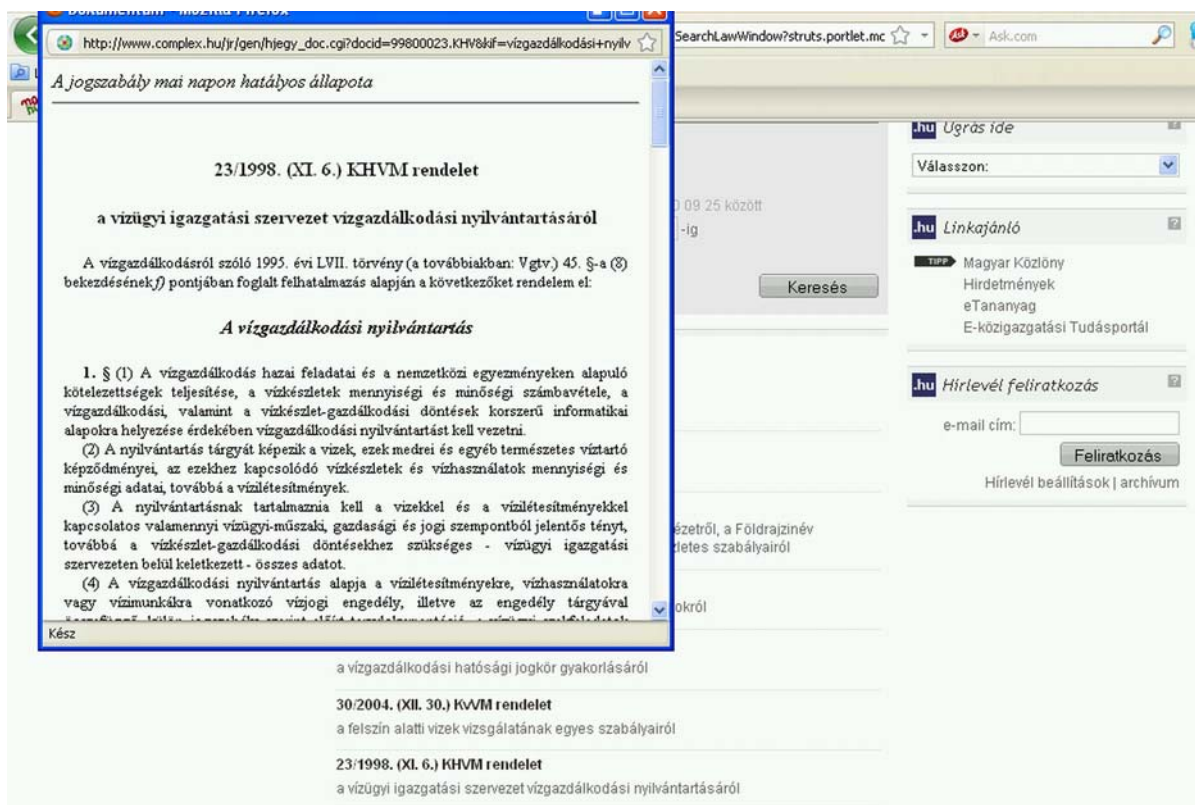 Dokumentum - Mozilla Firefox
http://www.complex.hu/jr/gen/hjegy_doc.cgi?docid=99800023.KHV&kif=vízgazdálkodási+nyilv
SearchLawWindow?struts.portlet.mc
Ask.com
A jogszabály mai napon hatályos állapota
23/1998. (XI. 6.) KHVM rendelet
a vízügyi igazgatási szervezet vízgazdálkodási nyilvántartásáról
A vízgazdálkodásról szóló 1995. évi LVII. törvény (a továbbiakban: Vgtv.) 45. §-a (8)
bekezdésének f) pontjában foglalt felhatalmazás alapján a következőket rendelem el:
A vízgazdálkodási nyilvántartás
1. § (1) A vízgazdálkodás hazai feladatai és a nemzetközi egyezményeken alapuló
kötelezettségek teljesítése, a vízkészletek mennyiségi és minőségi számbavétele, a
vízgazdálkodási, valamint a vízkészlet-gazdálkodási döntések korszerű informatikai
alapokra helyezése érdekében vízgazdálkodási nyilvántartást kell vezetni.
(2) A nyilvántartás tárgyát képezik a vizek, ezek medrei és egyéb természetes víztartó
képződményei, az ezekhez kapcsolódó vízkészletek és vízhasználatok mennyiségi és
minőségi adatai, továbbá a vízilétesítmények.
(3) A nyilvántartásnak tartalmaznia kell a vizekkel és a vízilétesítményekkel
kapcsolatos valamennyi vízügyi-műszaki, gazdasági és jogi szempontból jelentős tényt,
továbbá a vízkészlet-gazdálkodási döntésekhez szükséges - vízügyi igazgatási
szervezeten belül keletkezett - összes adatot.
(4) A vízgazdálkodási nyilvántartás alapja a vízilétesítményekre, vízhasználatokra
vagy vízimunkákra vonatkozó vízjogi engedély, illetve az engedély tárgyával
Kész
0 09 25 között
-ig
Keresés
ézetről, a Földrajzinév
zletes szabályairól
okról
a vízgazdálkodási hatósági jogkör gyakorlásáról
30/2004. (XII. 30.) KvVM rendelet
a felszín alatti vizek vizsgálatának egyes szabályairól
23/1998. (XI. 6.) KHVM rendelet
a vízügyi igazgatási szervezet vízgazdálkodási nyilvántartásáról
.hu Ugrás ide
Válasszon:
.hu Linkajánló
TIPP Magyar Közlöny
Hirdetmények
eTananyag
E-közigazgatási Tudásportál
.hu Hírlevél feliratkozás
e-mail cím:
Feliratkozás
Hírlevél beállítások | archívum